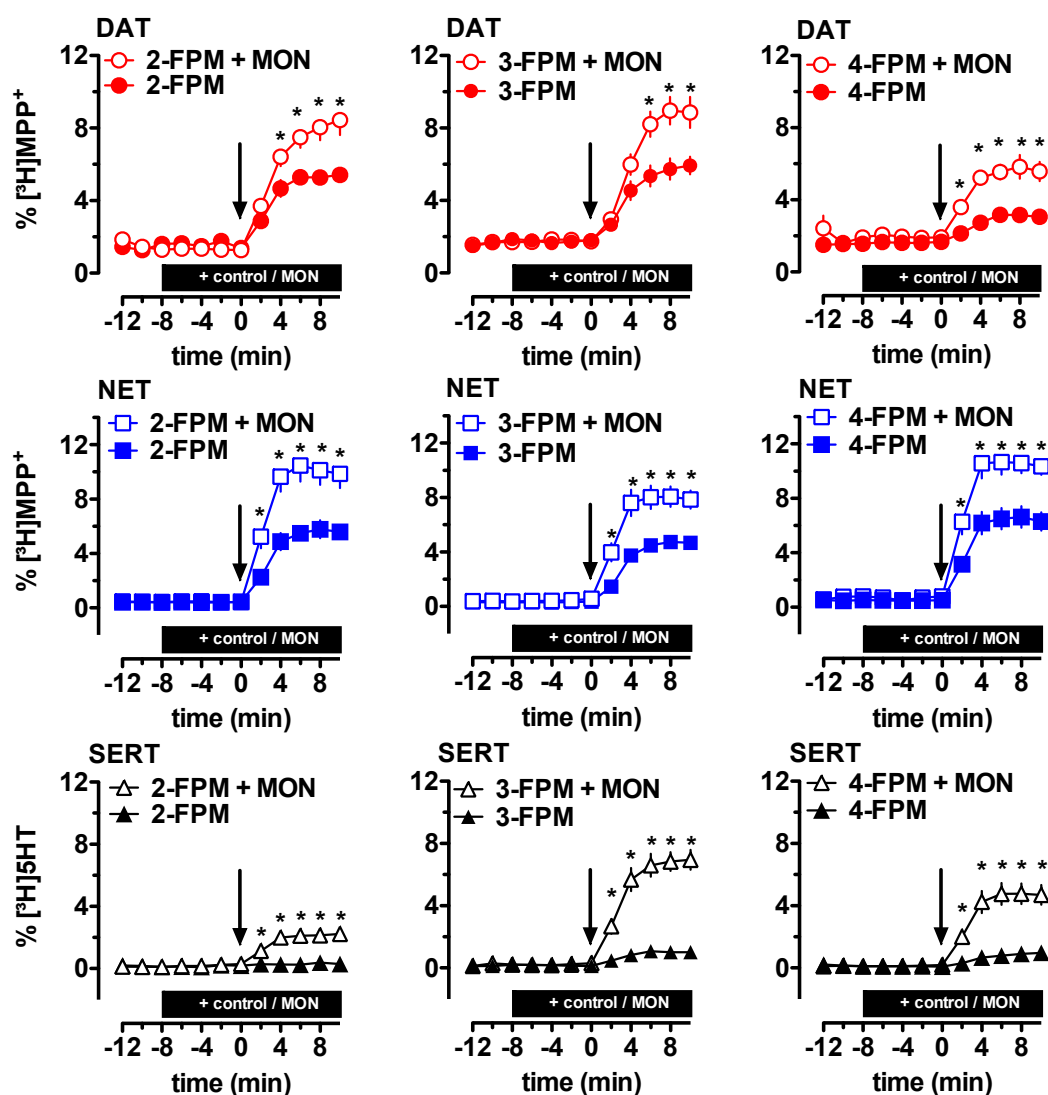 DAT
2-FPM + MON
2-FPM
% [³H]MPP⁺
12
8
4
0
* * * *
+ control / MON
-12 -8 -4 0 4 8
time (min)
DAT
3-FPM + MON
3-FPM
12
8
4
0
* * *
+ control / MON
-12 -8 -4 0 4 8
time (min)
DAT
4-FPM + MON
4-FPM
12
8
4
0
* * * * *
+ control / MON
-12 -8 -4 0 4 8
time (min)
NET
2-FPM + MON
2-FPM
% [³H]MPP⁺
12
8
4
0
* * * * *
+ control / MON
-12 -8 -4 0 4 8
time (min)
NET
3-FPM + MON
3-FPM
12
8
4
0
* * * * *
+ control / MON
-12 -8 -4 0 4 8
time (min)
NET
4-FPM + MON
4-FPM
12
8
4
0
* * * * *
+ control / MON
-12 -8 -4 0 4 8
time (min)
SERT
2-FPM + MON
2-FPM
% [³H]5HT
12
8
4
0
* * * * *
+ control / MON
-12 -8 -4 0 4 8
time (min)
SERT
3-FPM + MON
3-FPM
12
8
4
0
* * * * *
+ control / MON
-12 -8 -4 0 4 8
time (min)
SERT
4-FPM + MON
4-FPM
12
8
4
0
* * * * *
+ control / MON
-12 -8 -4 0 4 8
time (min)